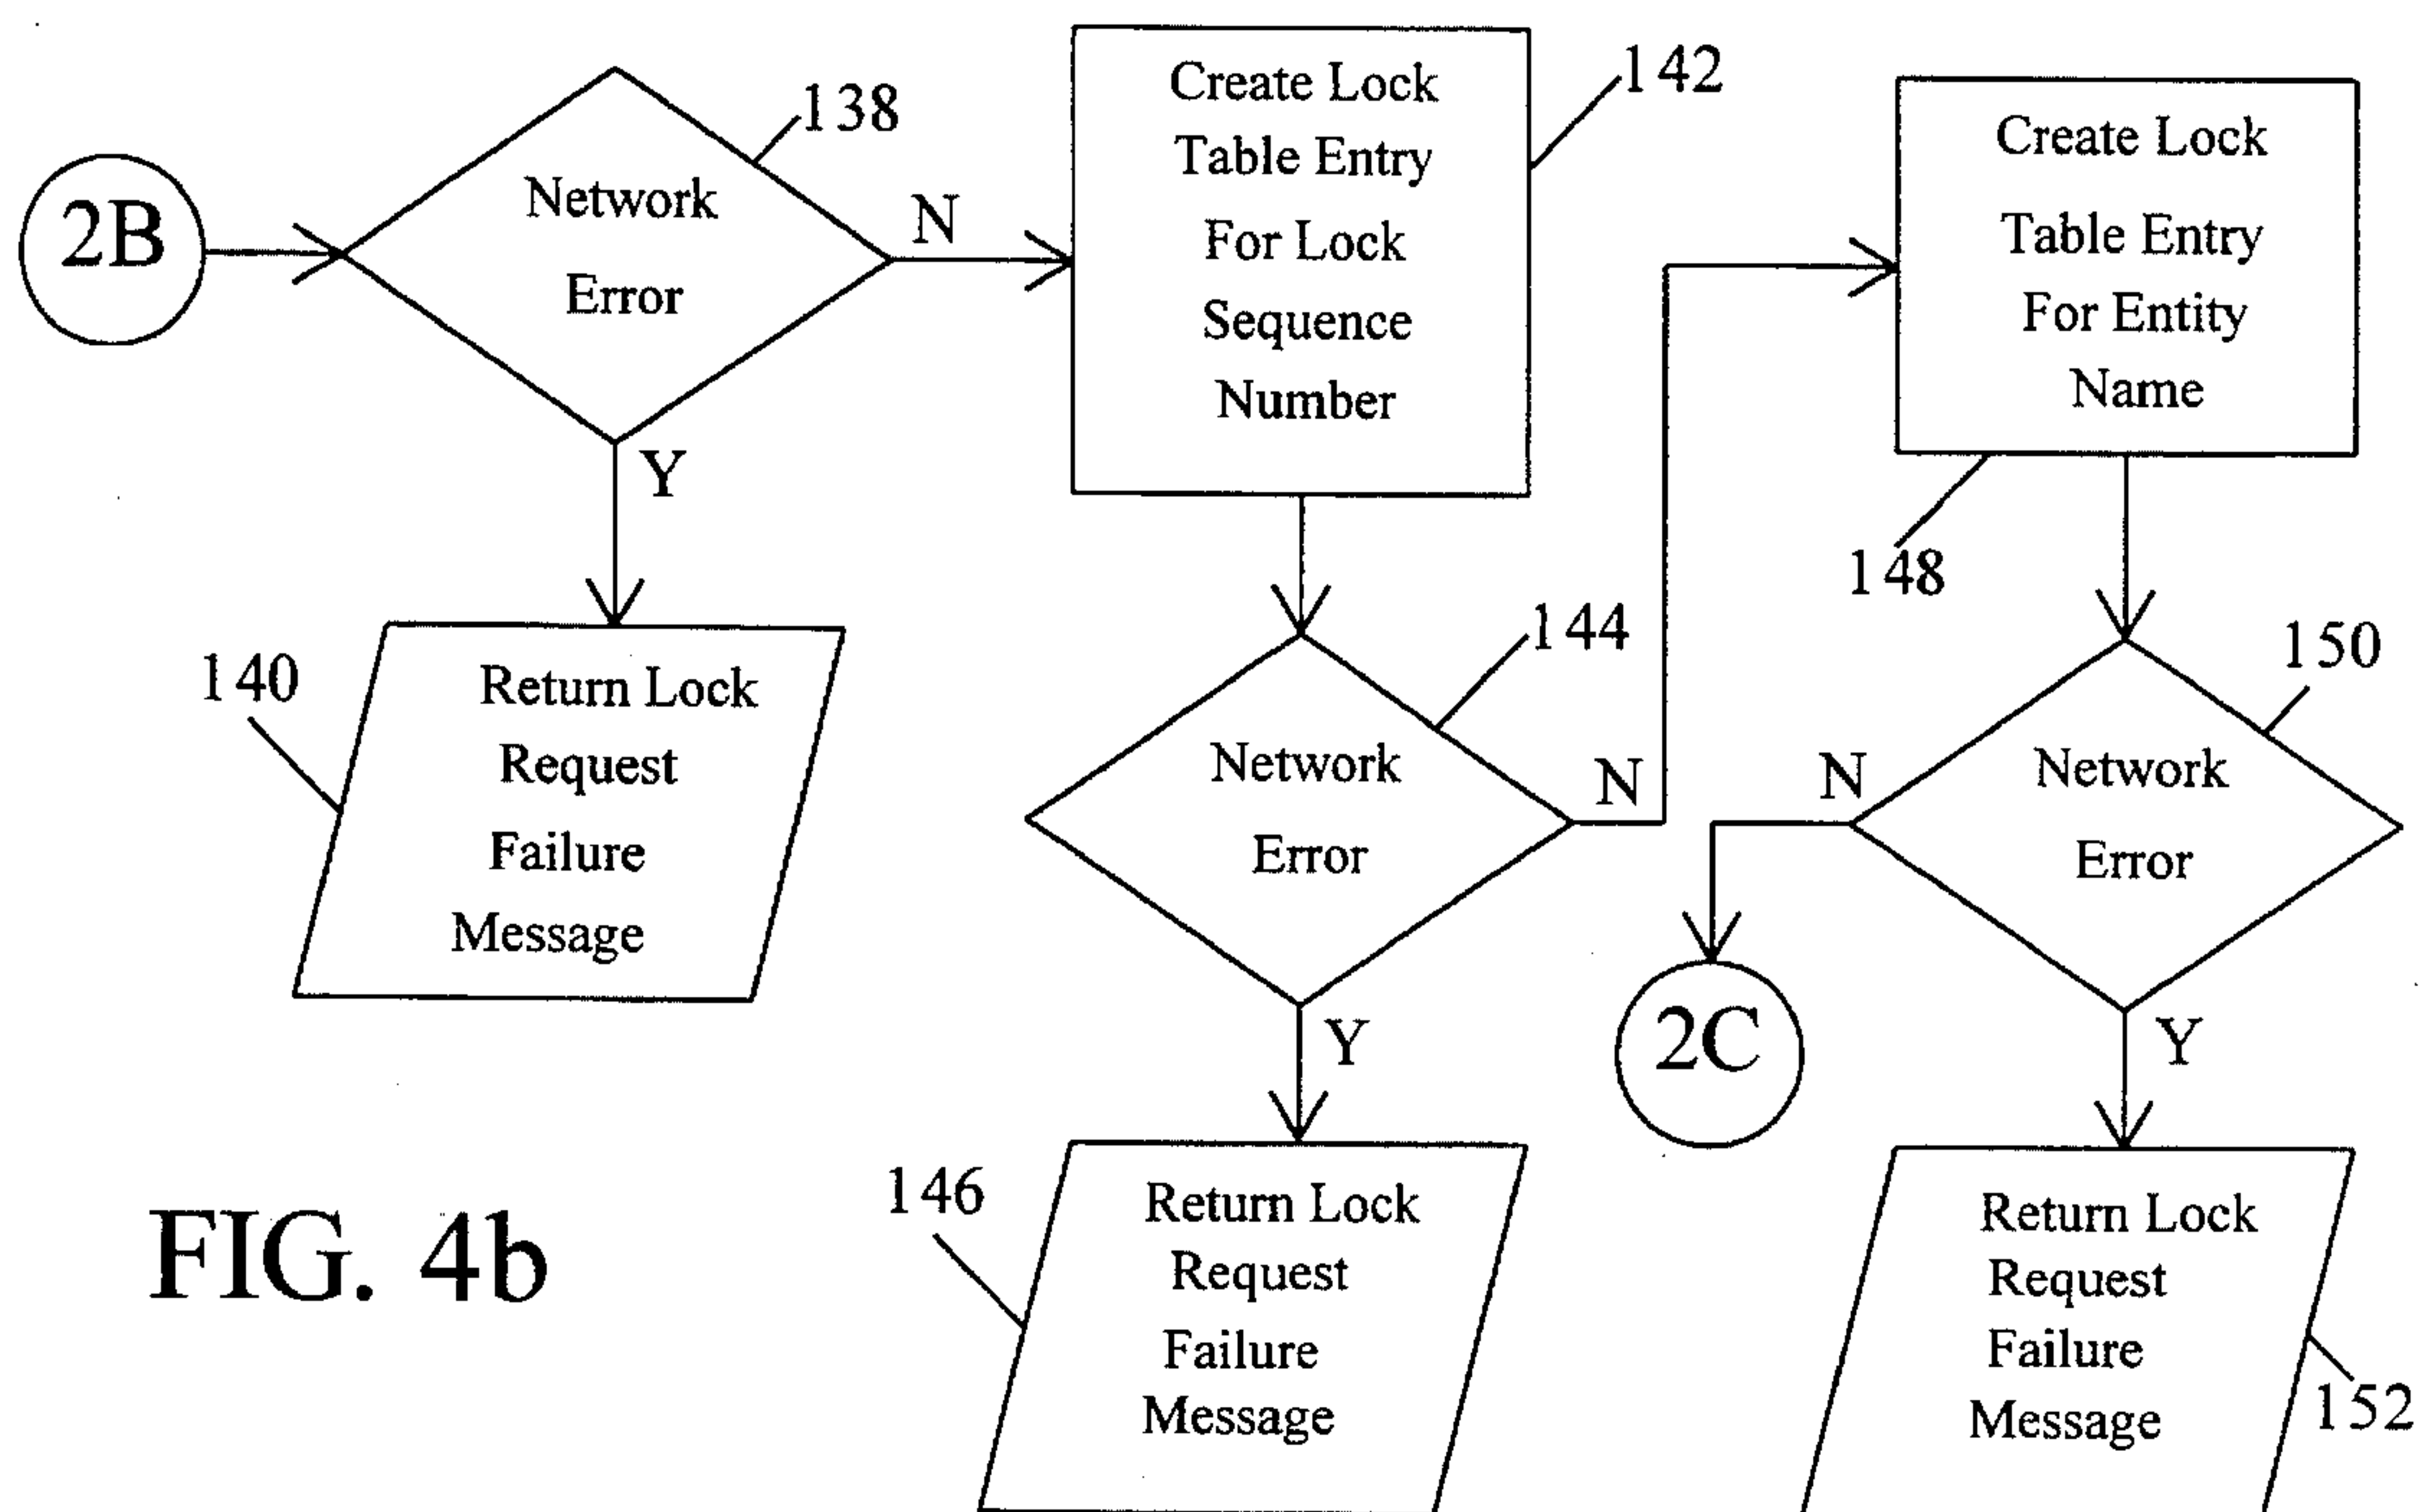 2B
Network
Error
138
N
Y
140
Return Lock
Request
Failure
Message
Create Lock
Table Entry
For Lock
Sequence
Number
142
144
Network
Error
N
Y
146
Return Lock
Request
Failure
Message
Create Lock
Table Entry
For Entity
Name
148
150
Network
Error
N
2C
Y
Return Lock
Request
Failure
Message
152
FIG. 4b